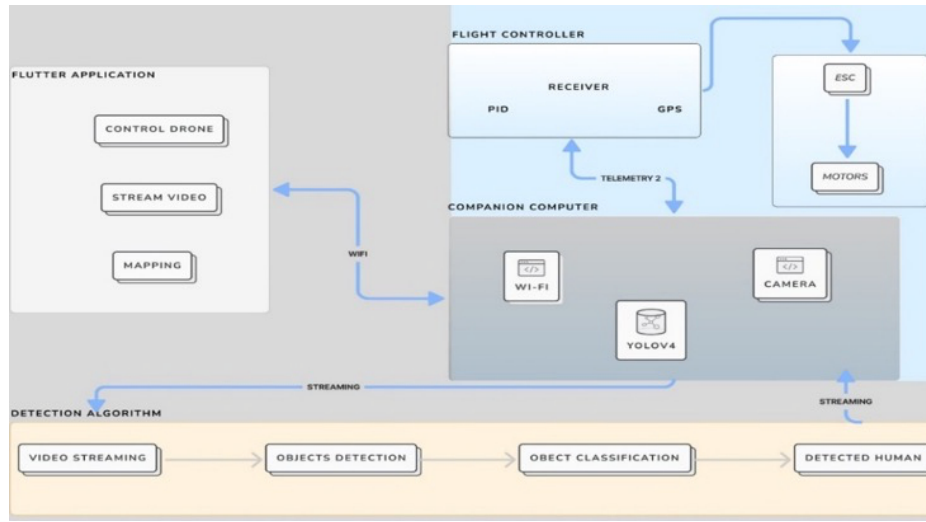 FLIGHT CONTROLLER
RECEIVER
PID GPS
ESC
MOTORS
FLUTTER APPLICATION
CONTROL DRONE
STREAM VIDEO
MAPPING
WIFI
TELEMETRY 2
COMPANION COMPUTER
WI-FI
CAMERA
YOLOV4
STREAMING
STREAMING
DETECTION ALGORITHM
VIDEO STREAMING
OBJECTS DETECTION
OBECT CLASSIFICATION
DETECTED HUMAN